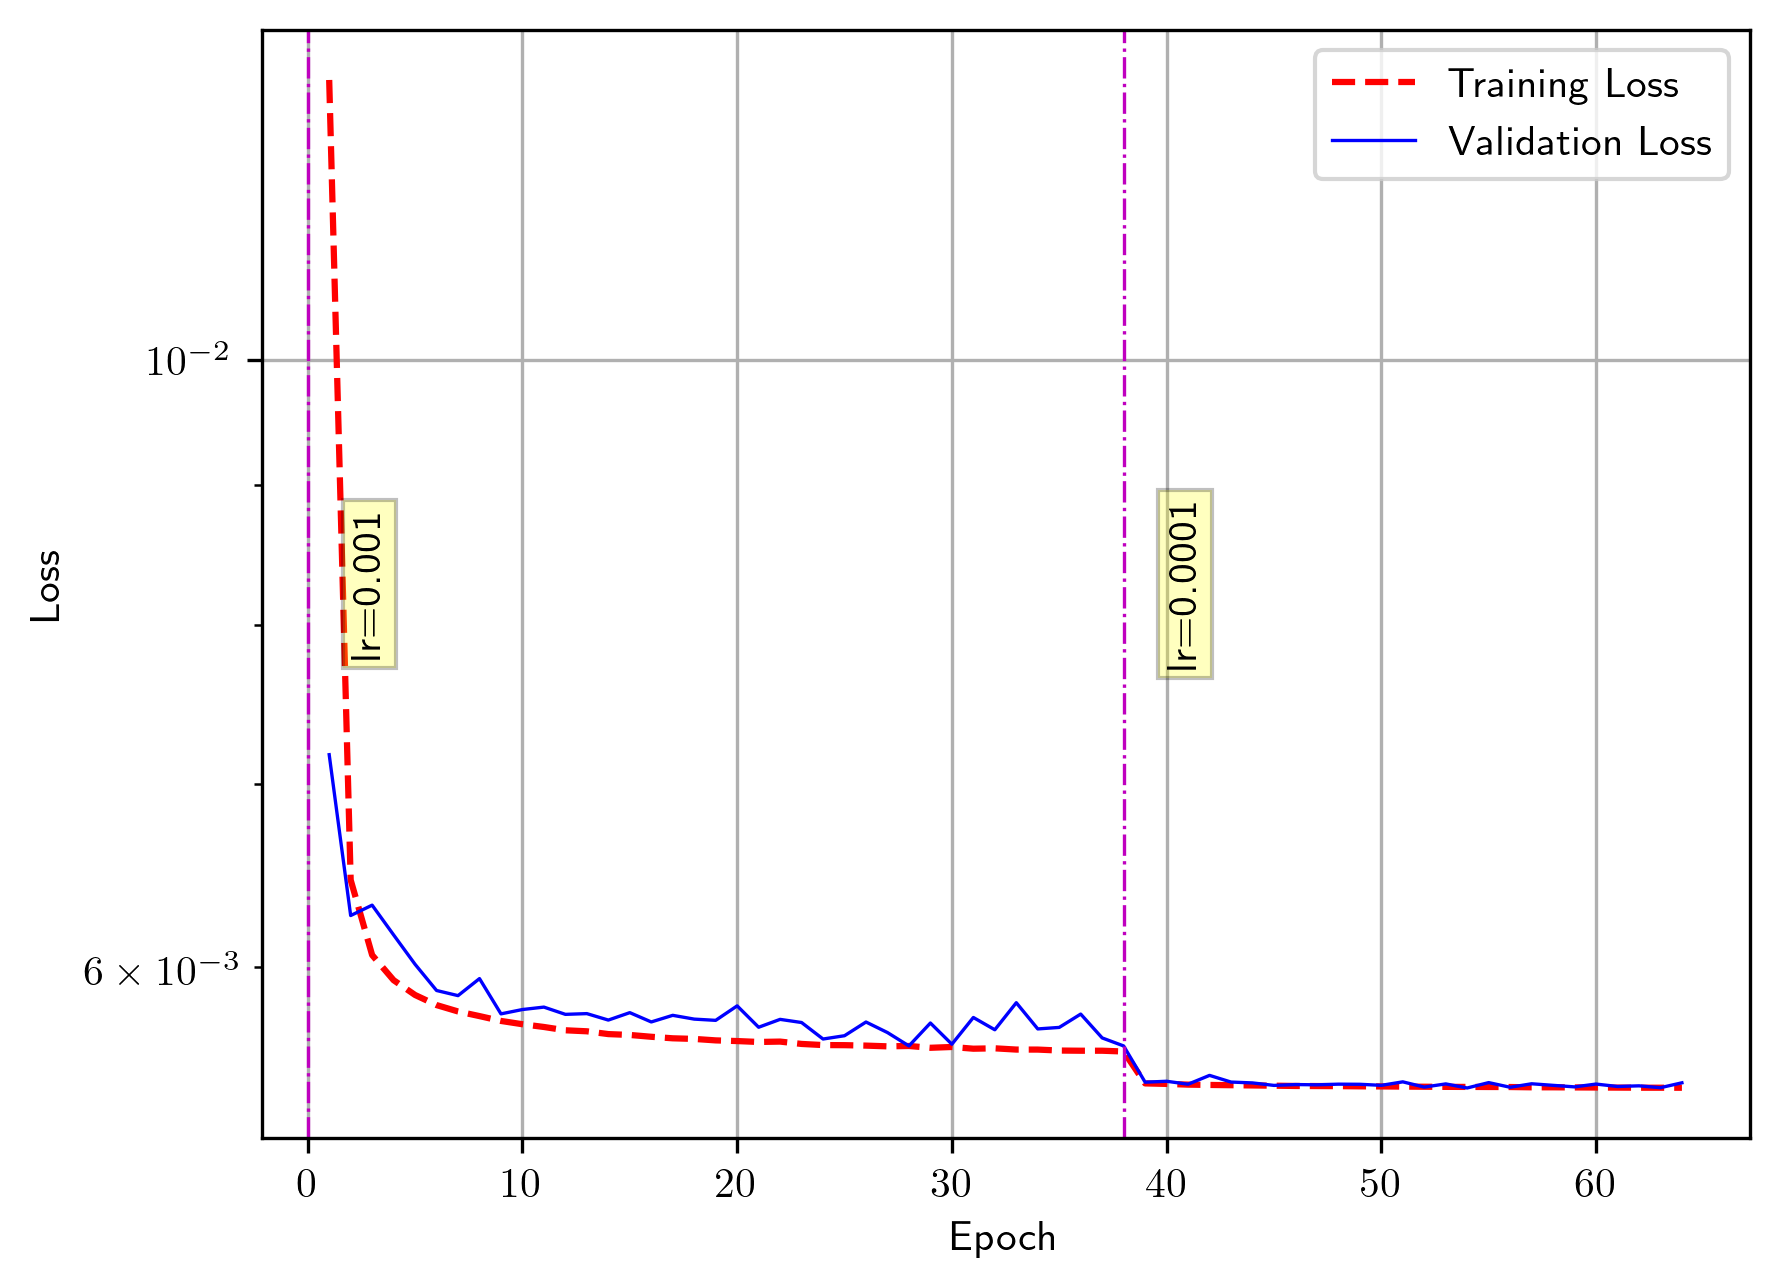 Training Loss
Validation Loss
10⁻²
6 × 10⁻³
Loss
lr=0.001
lr=0.0001
0 10 20 30 40 50 60
Epoch